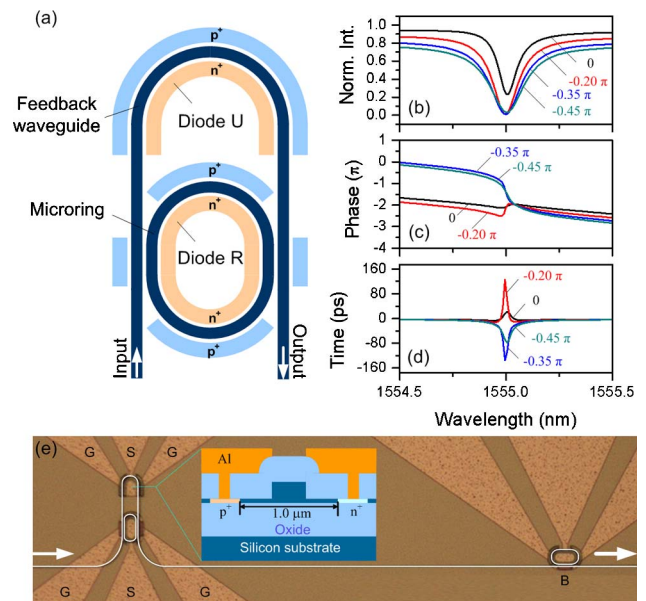 (a)
p+
n+
Feedback
waveguide
Diode U
p+
n+
Microring
Diode R
n+
p+
Input
Output
Norm. Int.
1.0
0.8
0.6
0.4
0.2
0.0
(b)
0
-0.20 π
-0.35 π
-0.45 π
Phase (π)
1
0
-1
-2
-3
-4
(c)
-0.35 π
-0.45 π
0
-0.20 π
Time (ps)
160
80
0
-80
-160
(d)
-0.20 π
0
-0.45 π
-0.35 π
1554.5
1555.0
1555.5
Wavelength (nm)
(e)
G
S
G
Al
p+
1.0 μm
n+
Oxide
Silicon substrate
G
S
G
B